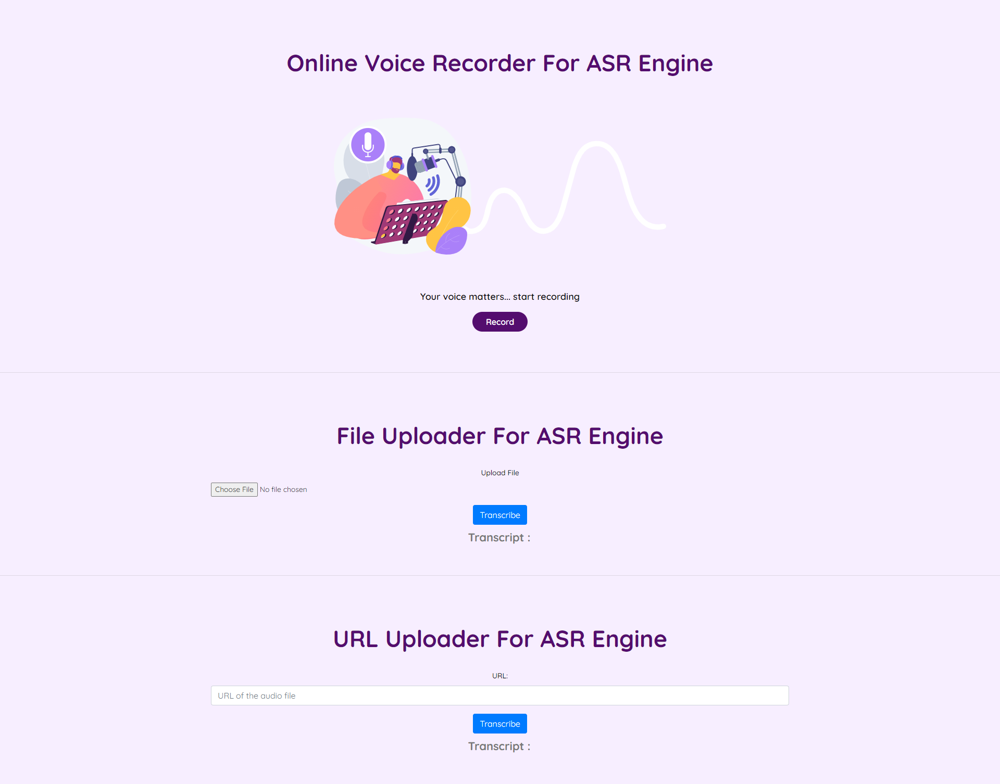 Online Voice Recorder For ASR Engine
Your voice matters... start recording
Record
File Uploader For ASR Engine
Upload File
Choose File No file chosen
Transcribe
Transcript :
URL Uploader For ASR Engine
URL:
URL of the audio file
Transcribe
Transcript :